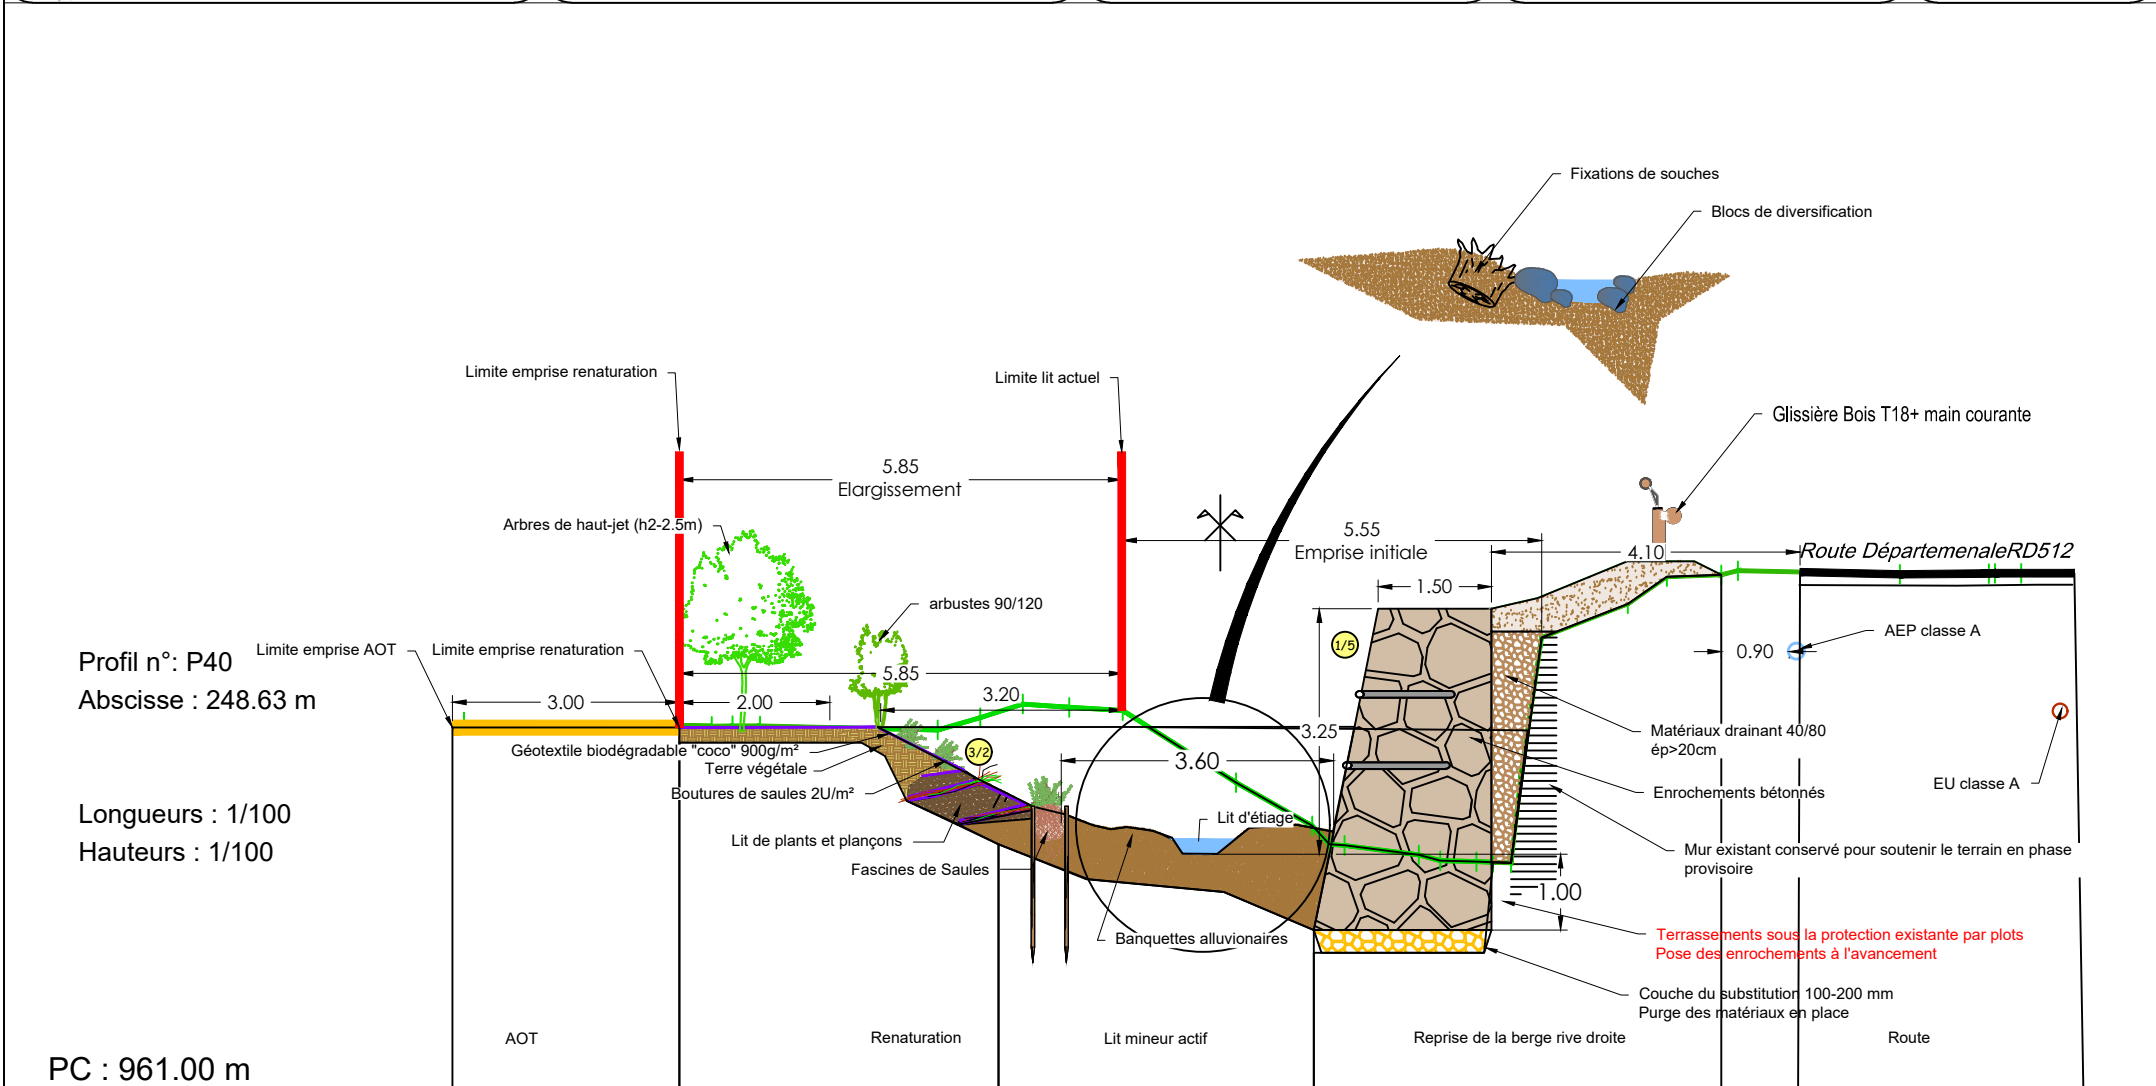 Fixations de souches
Blocs de diversification
Limite emprise renaturation
Limite lit actuel
Glissière Bois T18+ main courante
5.85
Elargissement
Arbres de haut-jet (h2-2.5m)
5.55
Emprise initiale
4.10
Route DépartemenaleRD512
1.50
arbustes 90/120
Limite emprise AOT
Limite emprise renaturation
1/5
AEP classe A
0.90
Profil n°: P40
Abscisse : 248.63 m
5.85
3.00
2.00
3.20
3.25
Matériaux drainant 40/80
ép>20cm
Géotextile biodégradable "coco" 900g/m²
3/2
Terre végétale
3.60
EU classe A
Boutures de saules 2U/m²
Enrochements bétonnés
Longueurs : 1/100
Hauteurs : 1/100
Lit d'étiage
Lit de plants et plançons
Mur existant conservé pour soutenir le terrain en phase
provisoire
Fascines de Saules
1.00
Banquettes alluvionaires
Terrassements sous la protection existante par plots
Pose des enrochements à l'avancement
Couche du substitution 100-200 mm
Purge des matériaux en place
AOT
Renaturation
Lit mineur actif
Reprise de la berge rive droite
Route
PC : 961.00 m